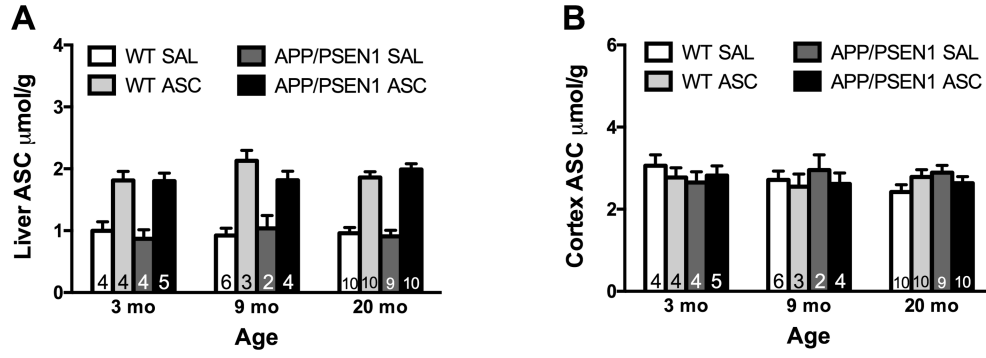 A
Liver ASC μmol/g
4
3
2
1
0
WT SAL
WT ASC
APP/PSEN1 SAL
APP/PSEN1 ASC
4 4 4 5
6 3 2 4
10 10 9 10
3 mo 9 mo 20 mo
Age
B
Cortex ASC μmol/g
6
4
2
0
WT SAL
WT ASC
APP/PSEN1 SAL
APP/PSEN1 ASC
4 4 4 5
6 3 2 4
10 10 9 10
3 mo 9 mo 20 mo
Age